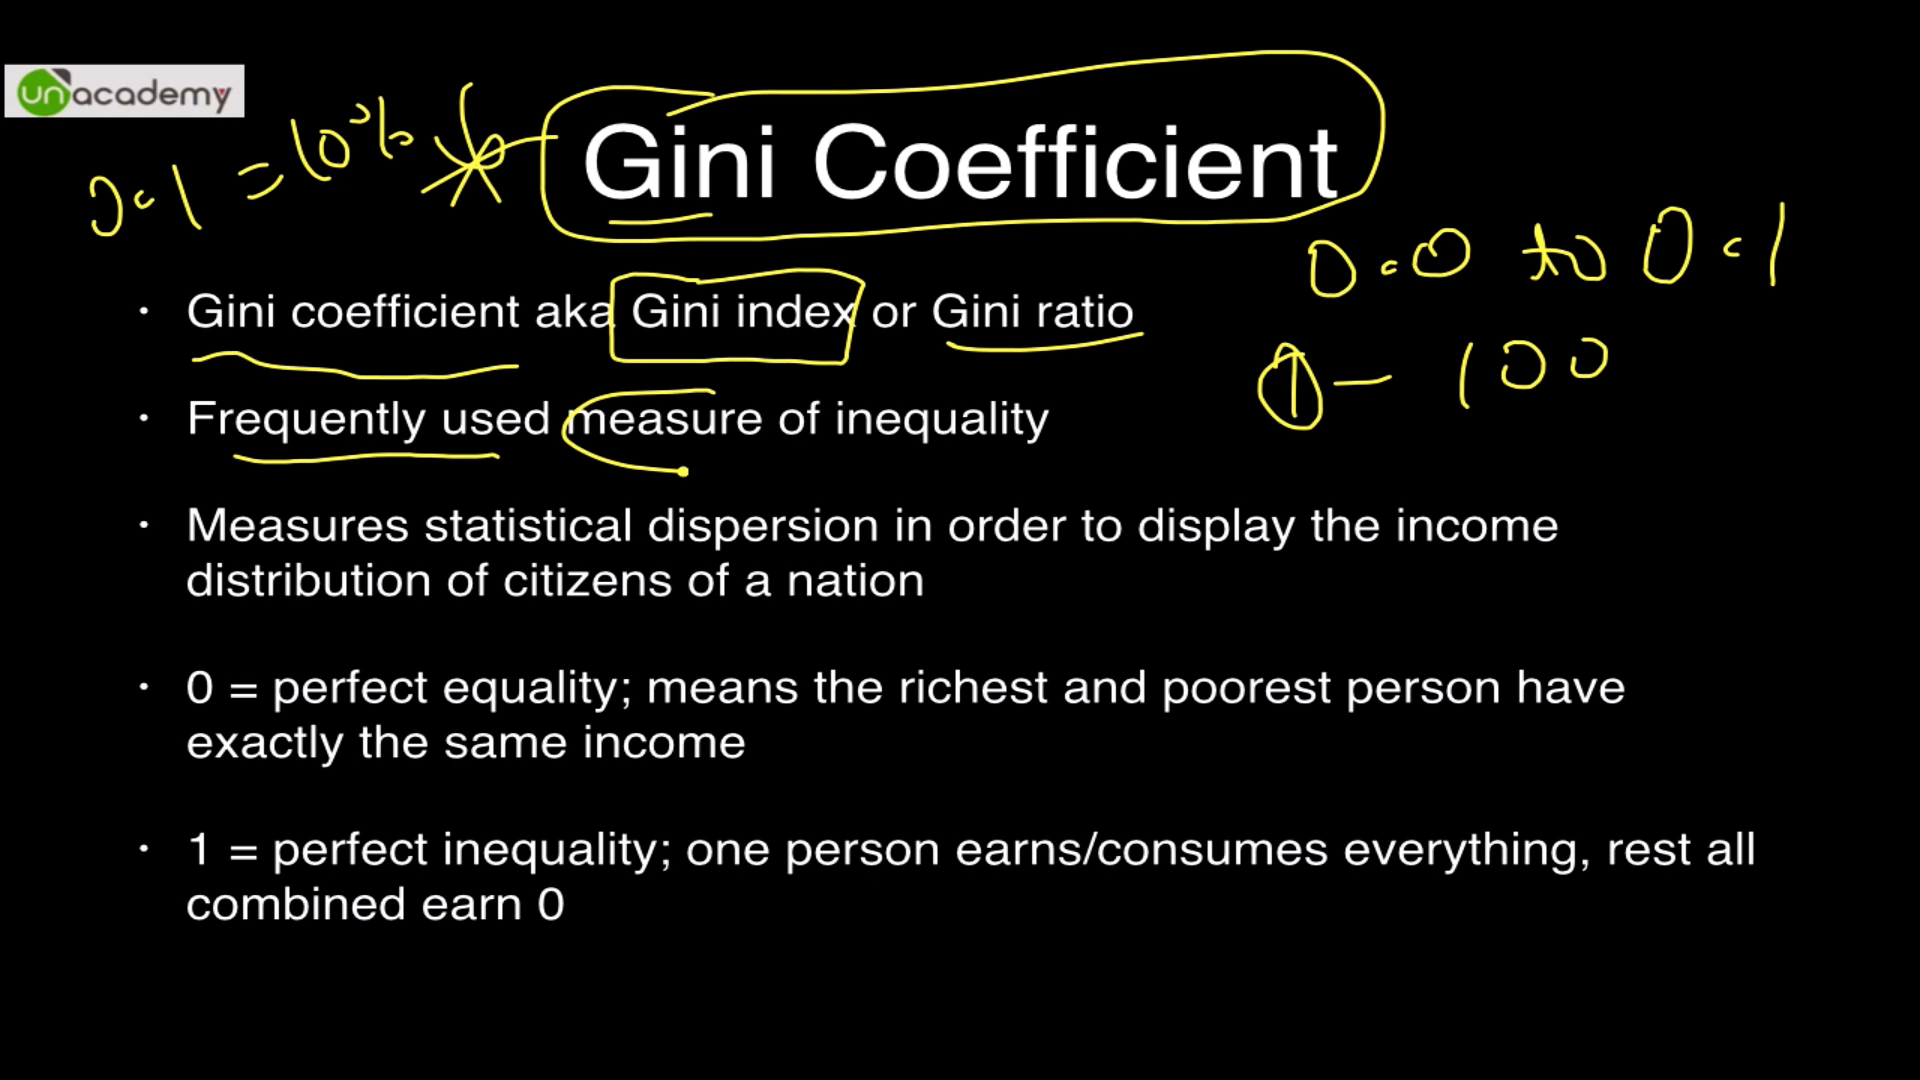 unacademy
0.1 = 10%
Gini Coefficient
0.0 to 0.1
• Gini coefficient aka Gini index or Gini ratio
- 100
• Frequently used measure of inequality
• Measures statistical dispersion in order to display the income
distribution of citizens of a nation
• 0 = perfect equality; means the richest and poorest person have
exactly the same income
• 1 = perfect inequality; one person earns/consumes everything, rest all
combined earn 0